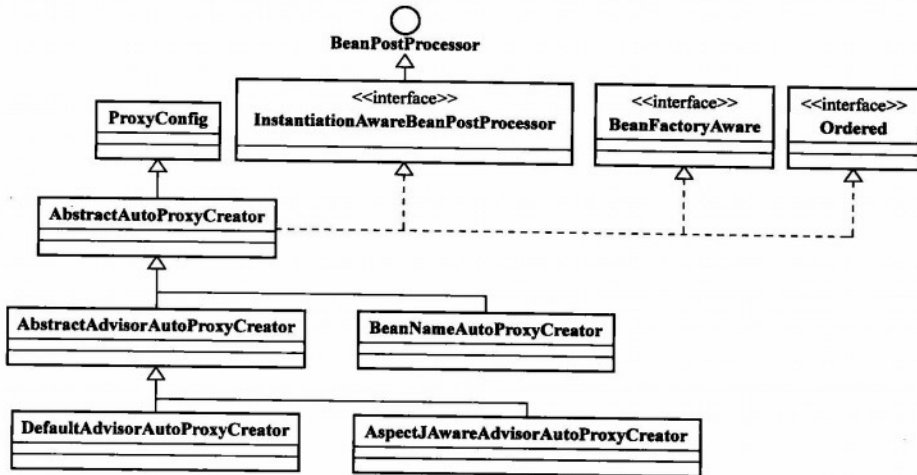 BeanPostProcessor
<<interface>>
InstantiationAwareBeanPostProcessor
<<interface>>
BeanFactoryAware
<<interface>>
Ordered
ProxyConfig
AbstractAutoProxyCreator
AbstractAdvisorAutoProxyCreator
BeanNameAutoProxyCreator
DefaultAdvisorAutoProxyCreator
AspectJAwareAdvisorAutoProxyCreator